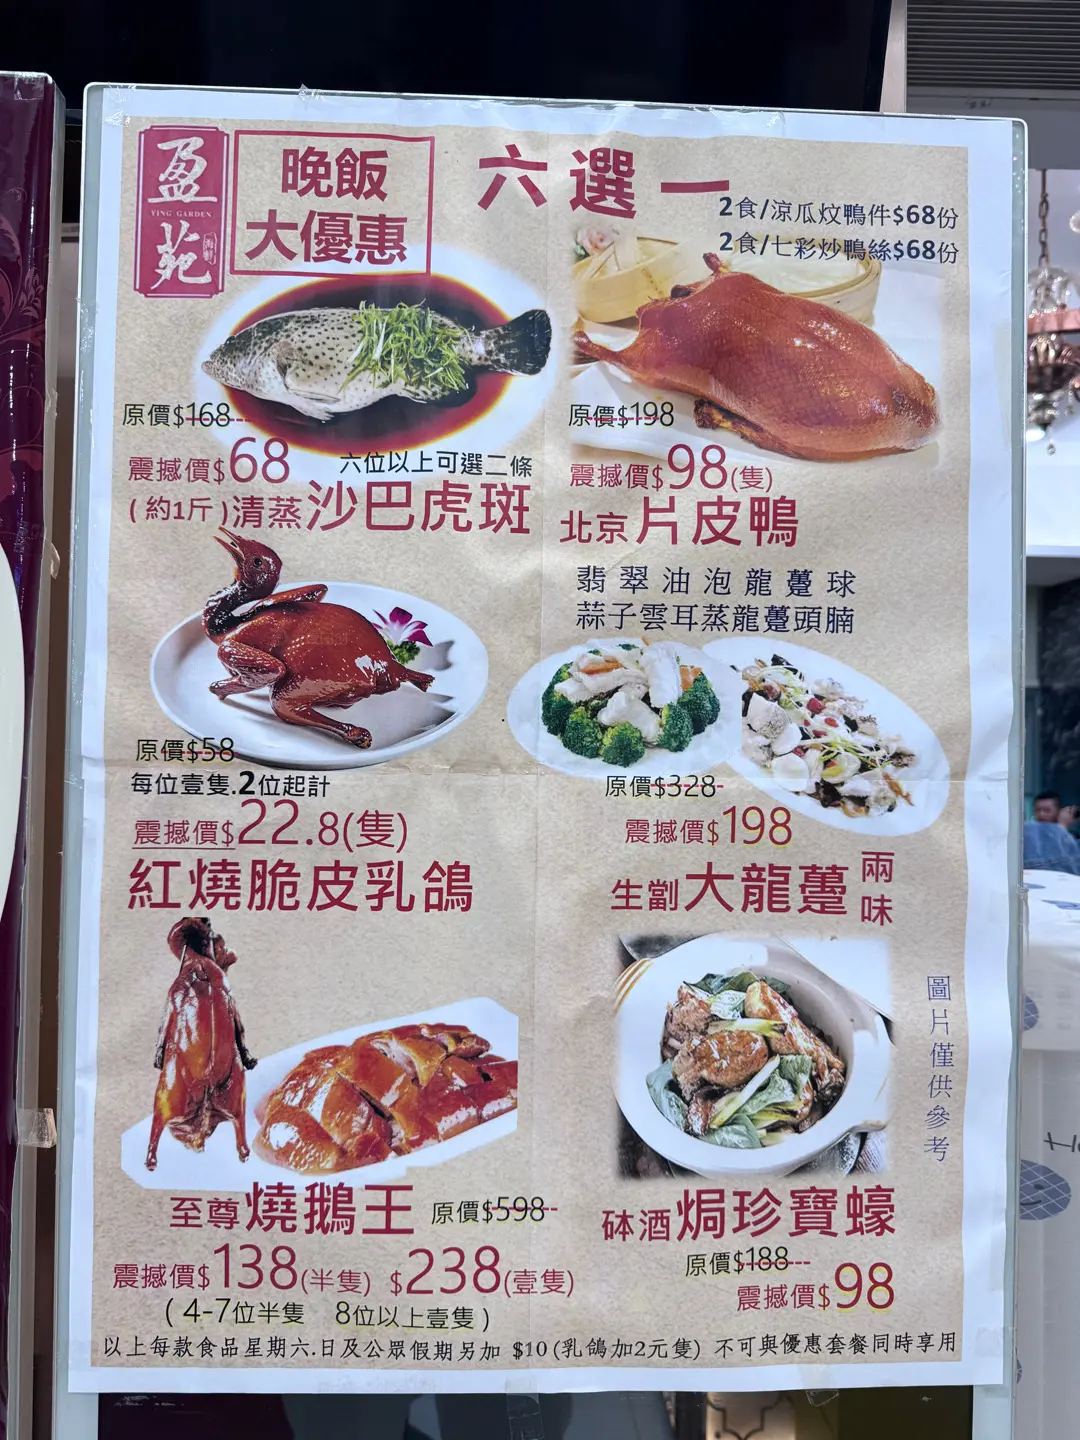 盈苑
YING GARDEN
晚飯
大優惠
六選一
2食/涼瓜炆鴨件$68份
2食/七彩炒鴨絲$68份
原價$168
震撼價$68
六位以上可選二條
(約1斤)清蒸沙巴虎斑
原價$198
震撼價$98(隻)
北京片皮鴨
翡翠油泡龍躉球
蒜子雲耳蒸龍躉頭腩
原價$58
每位壹隻.2位起計
震撼價$22.8(隻)
紅燒脆皮乳鴿
原價$328
震撼價$198
生劏大龍躉兩味
圖片僅供參考
至尊燒鵝王
原價$598
震撼價$138(半隻) $238(壹隻)
(4-7位半隻 8位以上壹隻)
砵酒焗珍寶蠔
原價$188
震撼價$98
以上每款食品星期六.日及公眾假期另加 $10(乳鴿加2元隻) 不可與優惠套餐同時享用